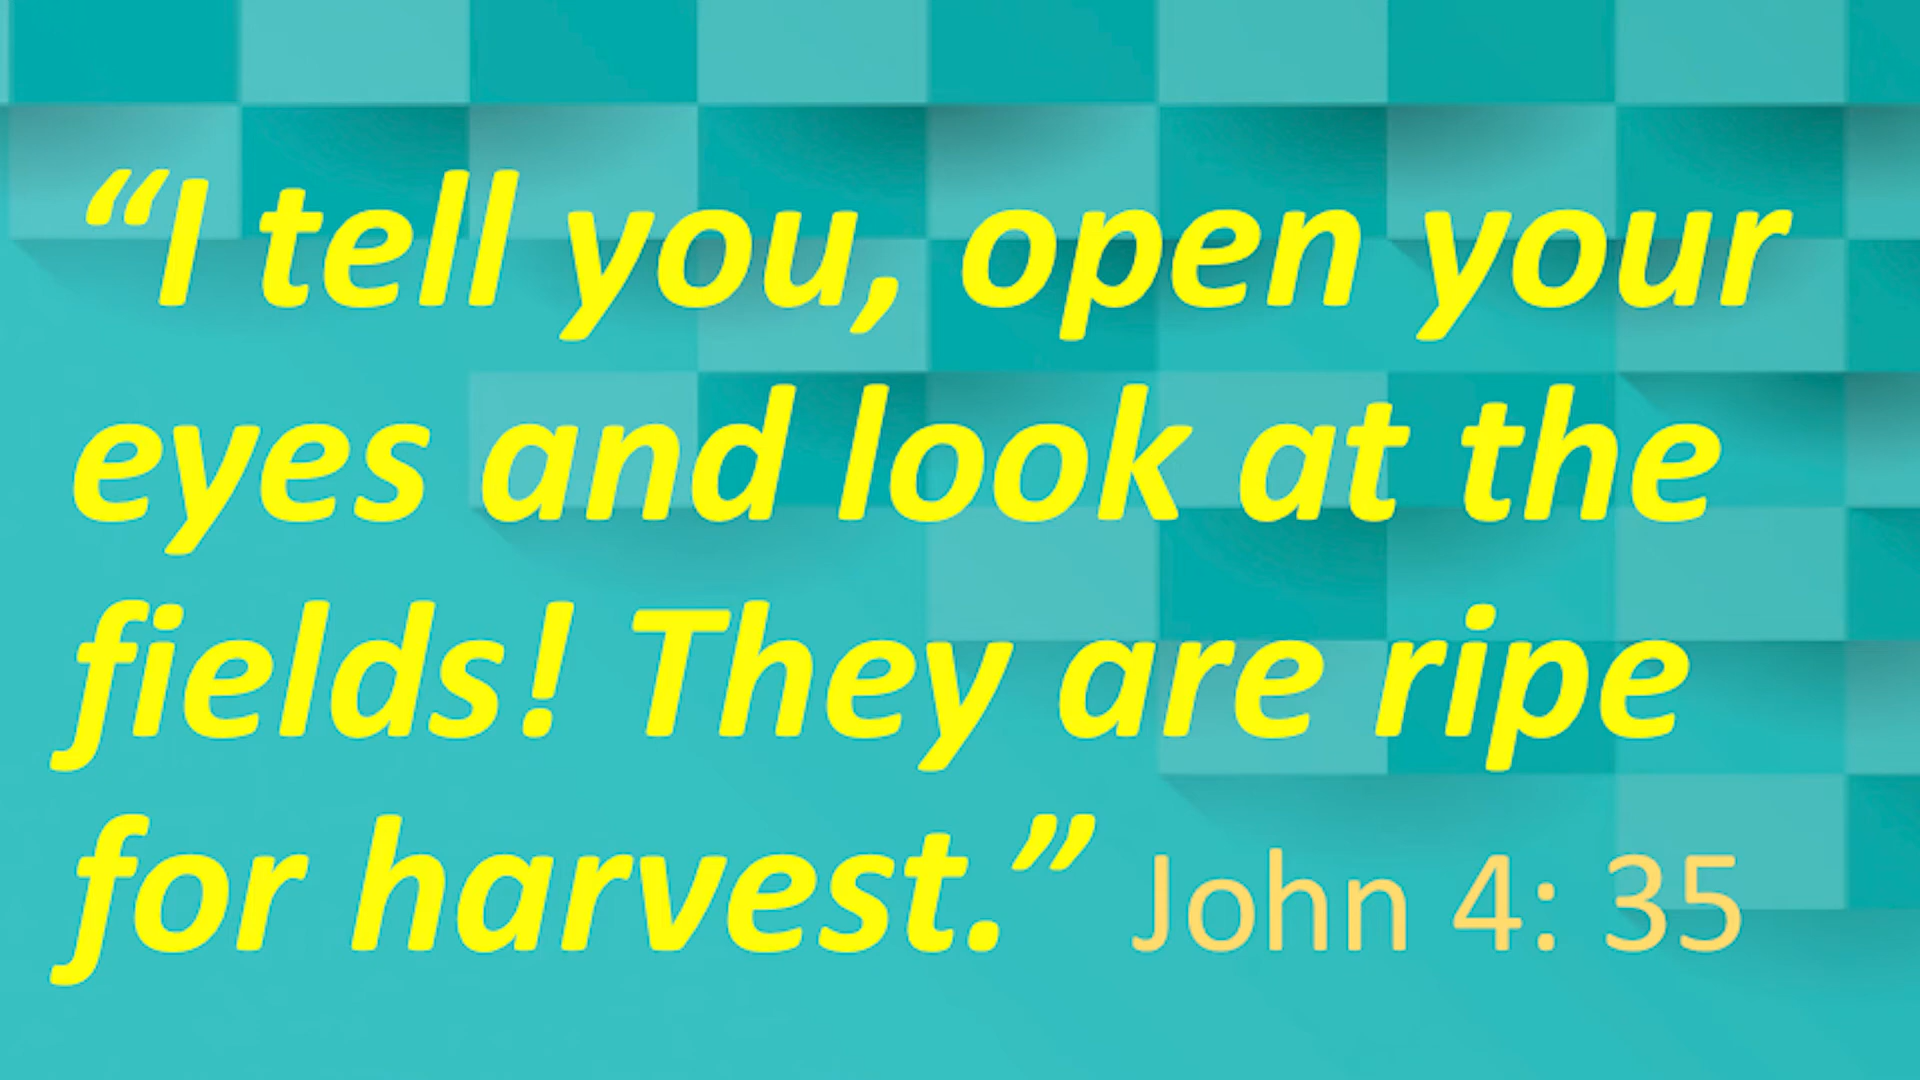 “I tell you, open your
eyes and look at the
fields! They are ripe
for harvest.” John 4: 35